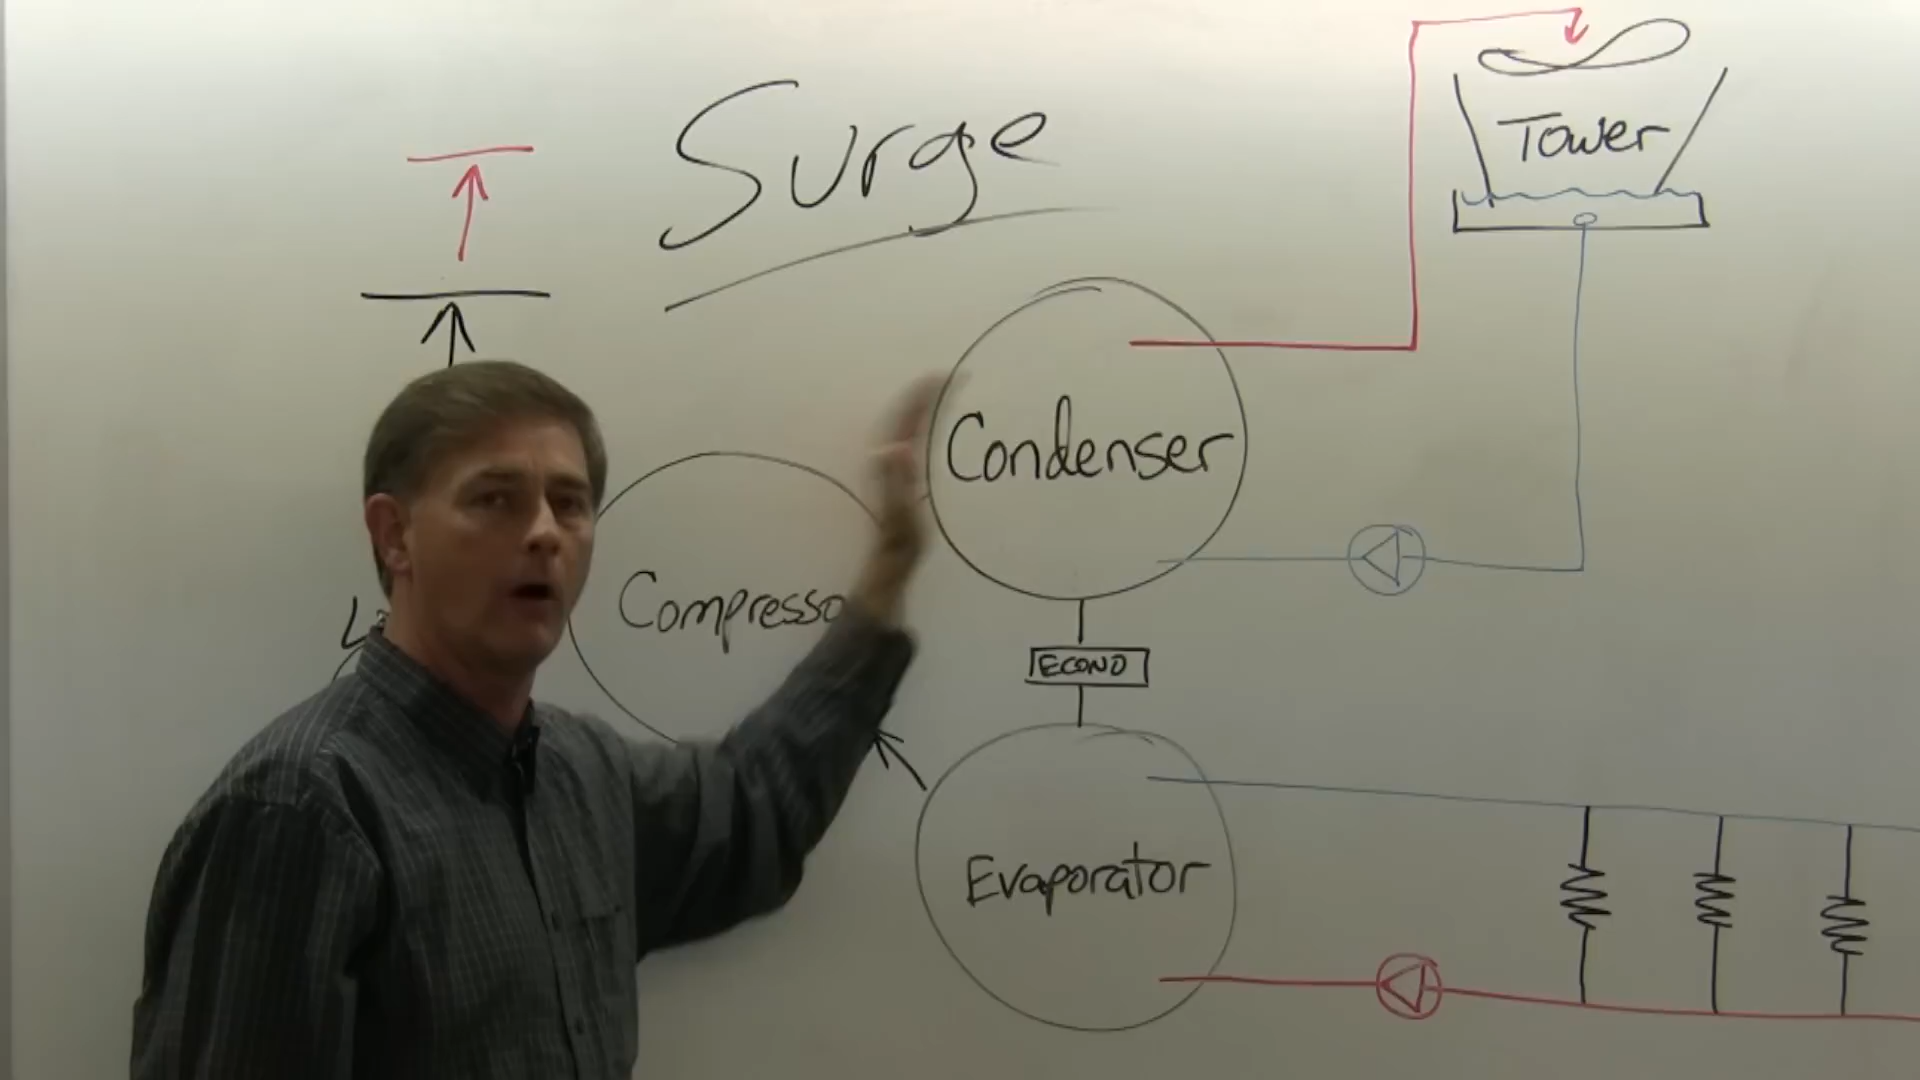 Surge
Tower
Condenser
Compresso
ECONO
Evaporator